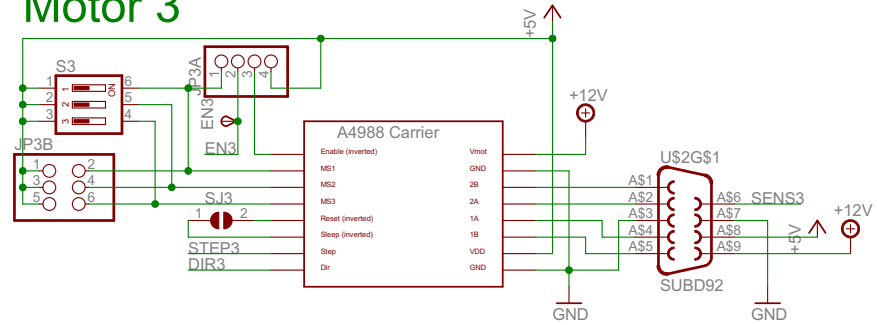 Motor 3
+5V
S3
1 6
2 5
3 4
1
2
3
ON
JP3A
1 2 3 4
EN3
EN3
JP3B
1 2
3 4
5 6
SJ3
1 2
STEP3
DIR3
A4988 Carrier
Enable (inverted) Vmot
MS1 GND
MS2 2B
MS3 2A
Reset (inverted) 1A
Sleep (inverted) 1B
Step VDD
Dir GND
+12V
U$2G$1
A$1
A$2 A$6 SENS3
A$3 A$7
A$4 A$8
A$5 A$9
SUBD92
+5V
+12V
GND
GND